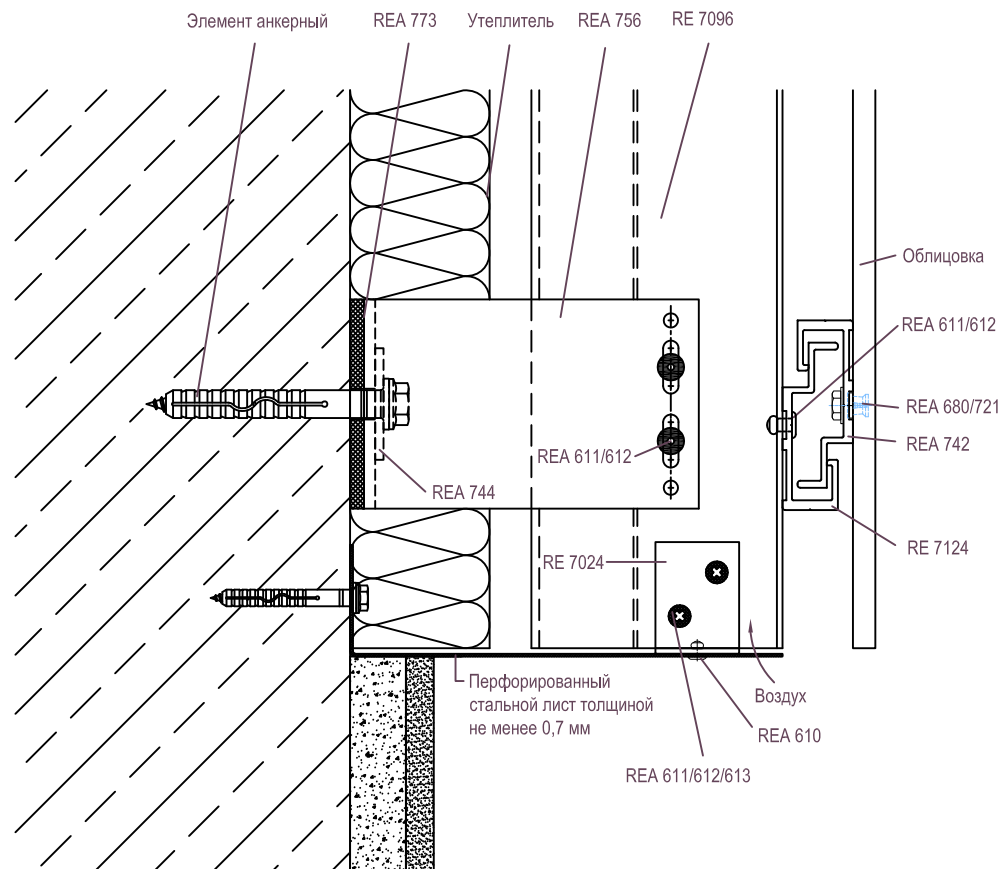 Элемент анкерный
REA 773
Утеплитель
REA 756
RE 7096
Облицовка
REA 611/612
REA 680/721
REA 742
REA 611/612
REA 744
RE 7124
RE 7024
Перфорированный
стальной лист толщиной
не менее 0,7 мм
Воздух
REA 610
REA 611/612/613